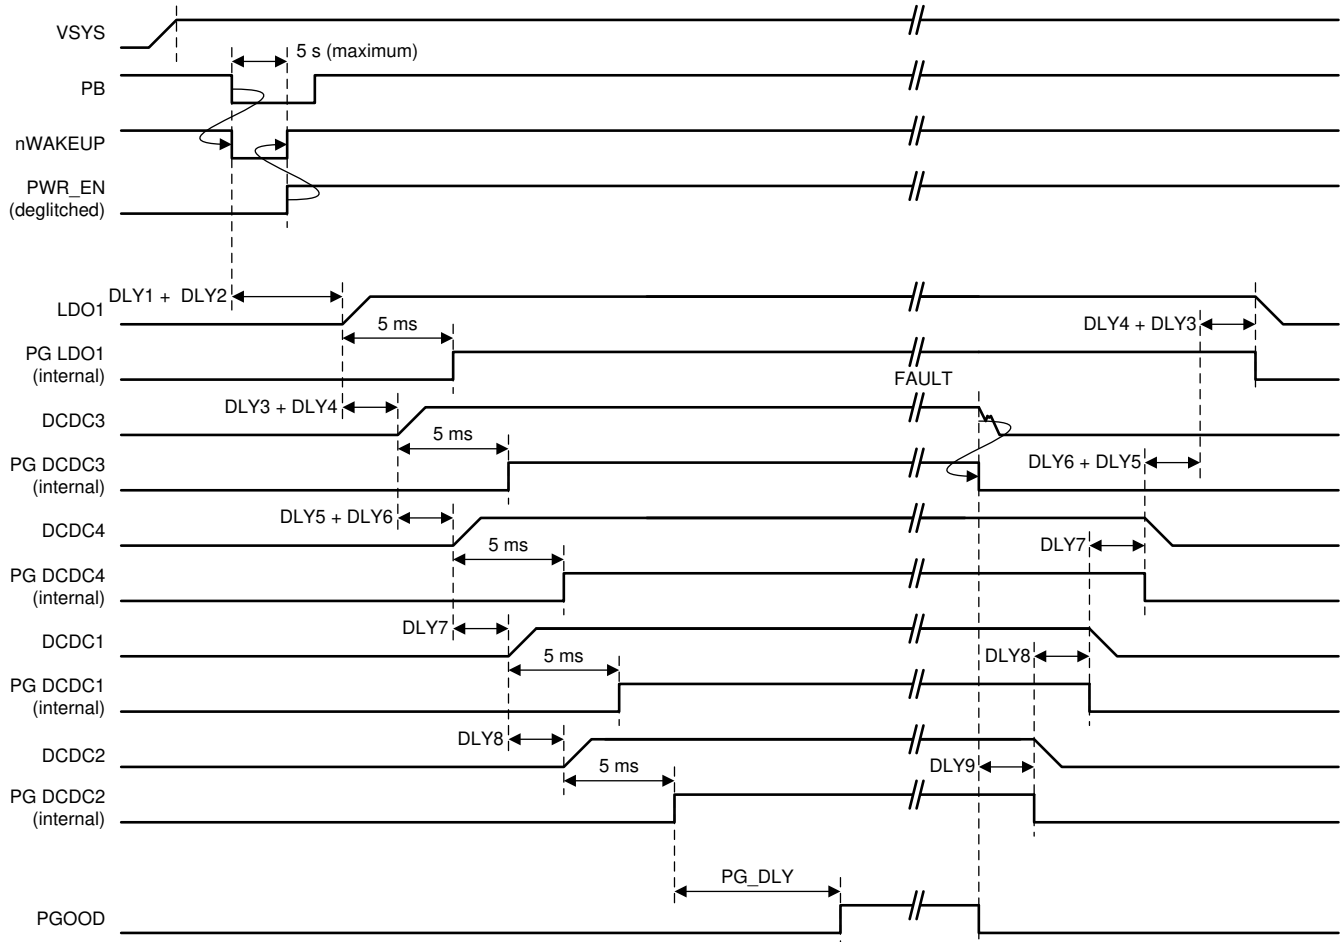 VSYS
5 s (maximum)
PB
nWAKEUP
PWR_EN
(deglitched)
DLY1 + DLY2
LDO1
5 ms
DLY4 + DLY3
PG LDO1
(internal)
FAULT
DLY3 + DLY4
DCDC3
5 ms
PG DCDC3
(internal)
DLY6 + DLY5
DLY5 + DLY6
DCDC4
5 ms
DLY7
PG DCDC4
(internal)
DLY7
DCDC1
5 ms
DLY8
PG DCDC1
(internal)
DLY8
DCDC2
5 ms
DLY9
PG DCDC2
(internal)
PG_DLY
PGOOD